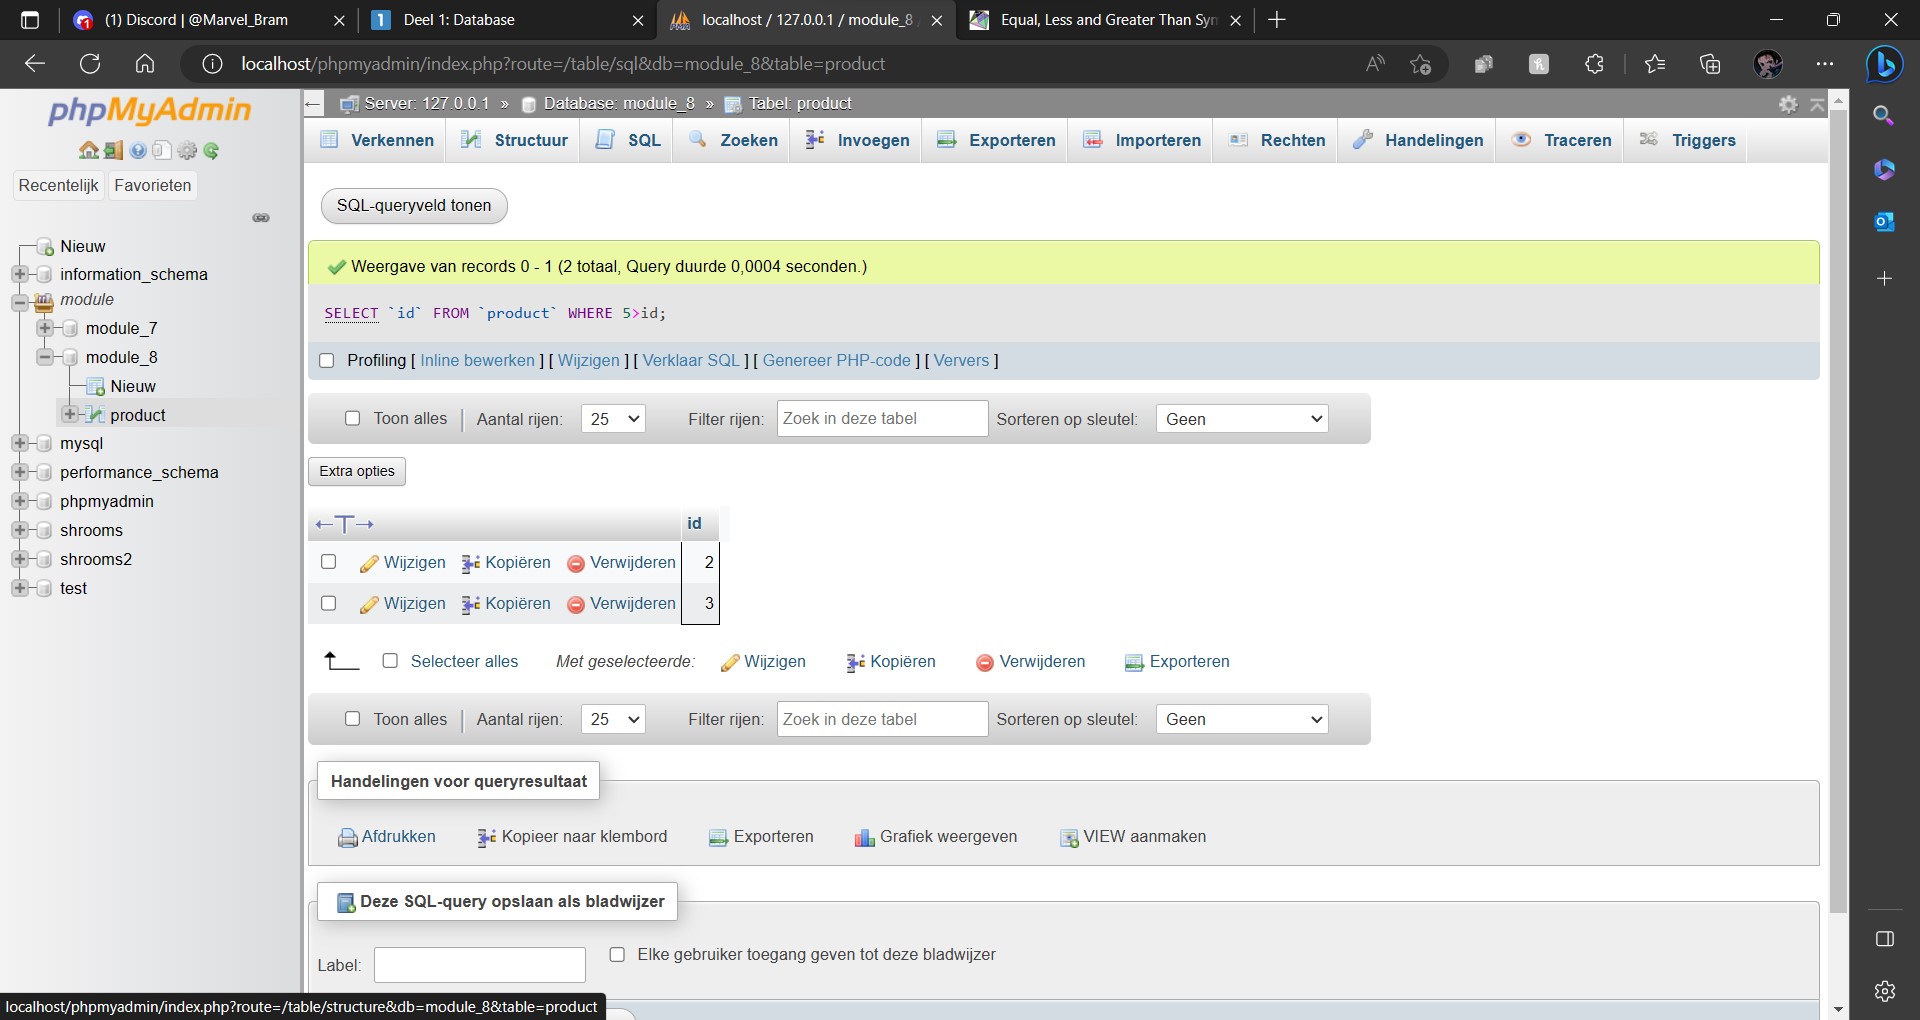 (1) Discord | @Marvel_Bram
Deel 1: Database
localhost / 127.0.0.1 / module_8
Equal, Less and Greater Than Sym
localhost/phpmyadmin/index.php?route=/table/sql&db=module_8&table=product
phpMyAdmin
Recentelijk Favorieten
Nieuw
information_schema
module
module_7
module_8
Nieuw
product
mysql
performance_schema
phpmyadmin
shrooms
shrooms2
test
Server: 127.0.0.1 » Database: module_8 » Tabel: product
Verkennen Structuur SQL Zoeken Invoegen Exporteren Importeren Rechten Handelingen Traceren Triggers
SQL-queryveld tonen
Weergave van records 0 - 1 (2 totaal, Query duurde 0,0004 seconden.)
SELECT `id` FROM `product` WHERE 5>id;
Profiling [ Inline bewerken ] [ Wijzigen ] [ Verklaar SQL ] [ Genereer PHP-code ] [ Ververs ]
Toon alles | Aantal rijen: 25 Filter rijen: Zoek in deze tabel Sorteren op sleutel: Geen
Extra opties
←T→ id
Wijzigen Kopiëren Verwijderen 2
Wijzigen Kopiëren Verwijderen 3
Selecteer alles Met geselecteerde: Wijzigen Kopiëren Verwijderen Exporteren
Toon alles | Aantal rijen: 25 Filter rijen: Zoek in deze tabel Sorteren op sleutel: Geen
Handelingen voor queryresultaat
Afdrukken Kopieer naar klembord Exporteren Grafiek weergeven VIEW aanmaken
Deze SQL-query opslaan als bladwijzer
Label: Elke gebruiker toegang geven tot deze bladwijzer
localhost/phpmyadmin/index.php?route=/table/structure&db=module_8&table=product